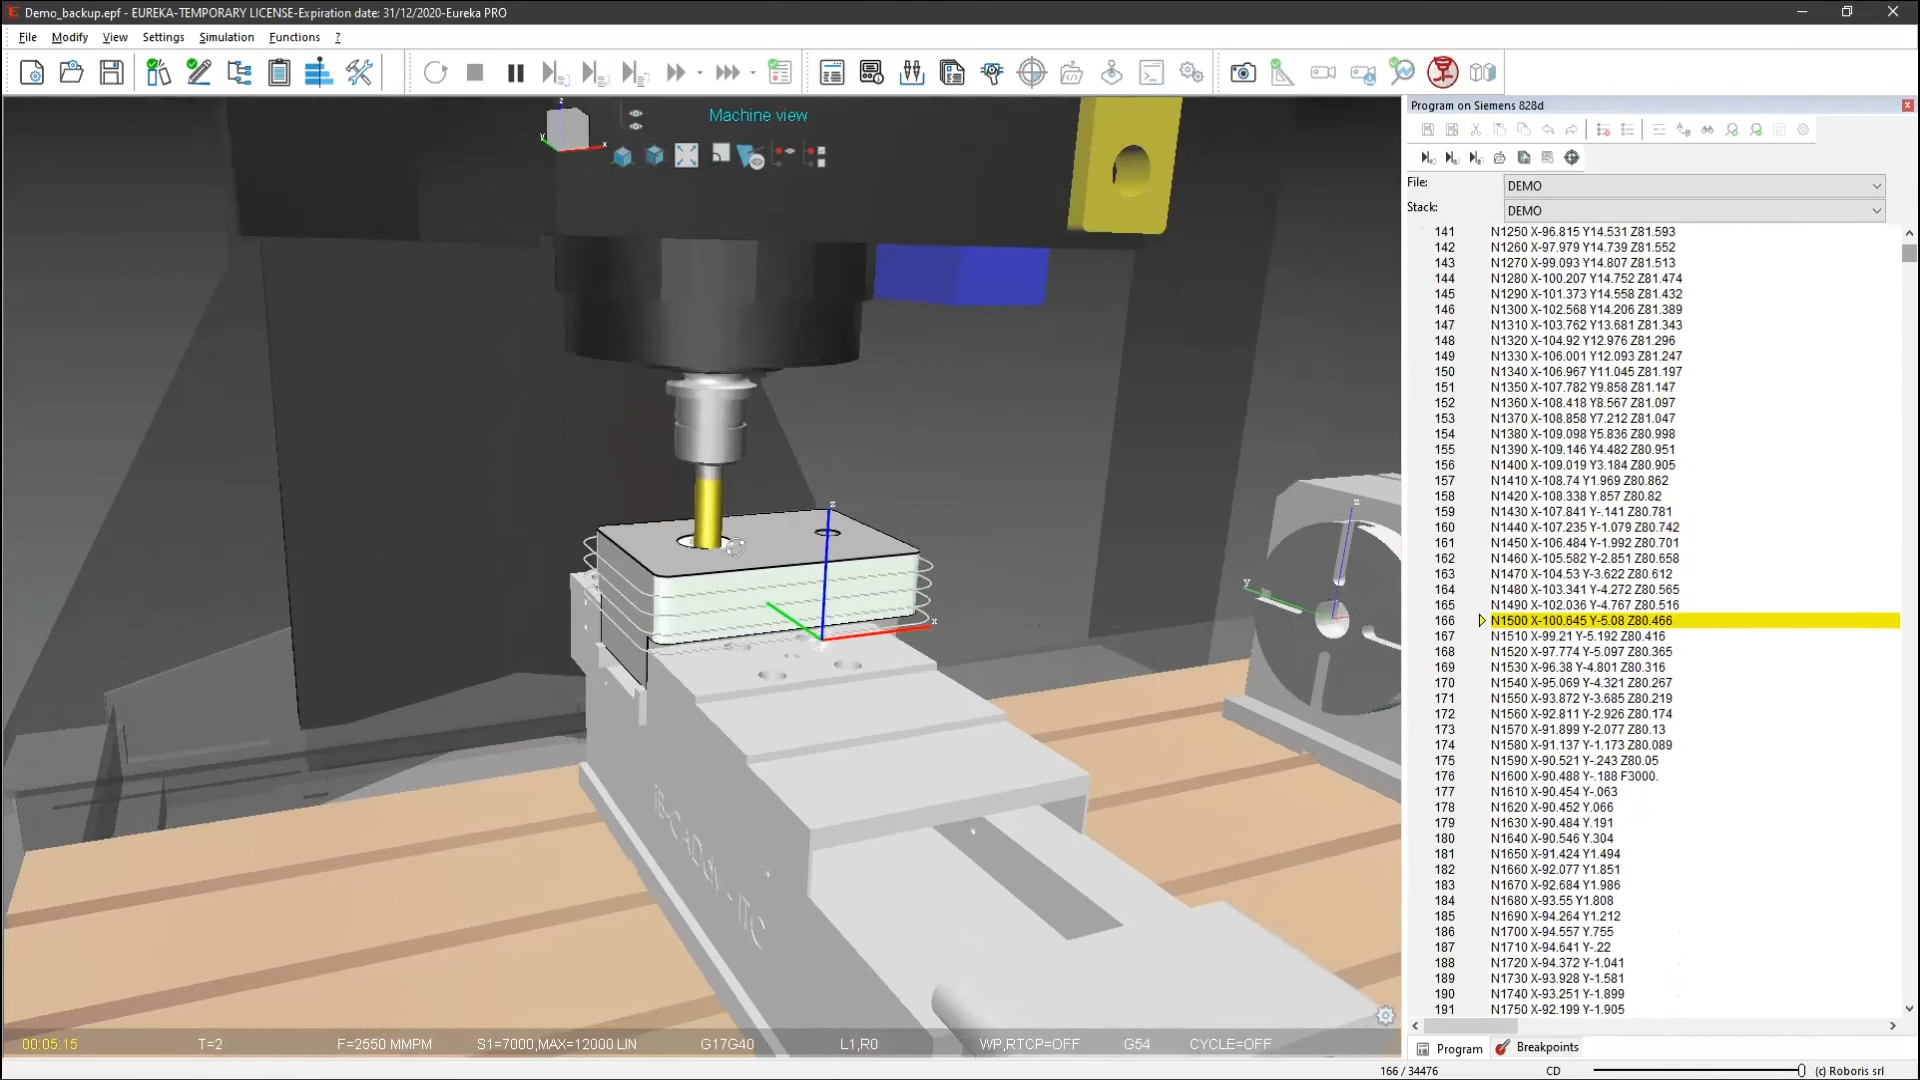 Demo_backup.epf - EUREKA-TEMPORARY LICENSE-Expiration date: 31/12/2020-Eureka PRO
File Modify View Settings Simulation Functions ?
Machine view
Program on Siemens 828d
File: DEMO
Stack: DEMO
141 N1250 X-96.815 Y14.531 Z81.593
142 N1260 X-97.979 Y14.739 Z81.552
143 N1270 X-99.093 Y14.807 Z81.513
144 N1280 X-100.207 Y14.752 Z81.474
145 N1290 X-101.373 Y14.558 Z81.432
146 N1300 X-102.568 Y14.206 Z81.389
147 N1310 X-103.762 Y13.681 Z81.343
148 N1320 X-104.92 Y12.976 Z81.296
149 N1330 X-106.001 Y12.093 Z81.247
150 N1340 X-106.967 Y11.045 Z81.197
151 N1350 X-107.782 Y9.858 Z81.147
152 N1360 X-108.418 Y8.567 Z81.097
153 N1370 X-108.858 Y7.212 Z81.047
154 N1380 X-109.098 Y5.836 Z80.998
155 N1390 X-109.146 Y4.482 Z80.951
156 N1400 X-109.019 Y3.184 Z80.905
157 N1410 X-108.74 Y1.969 Z80.862
158 N1420 X-108.338 Y.857 Z80.82
159 N1430 X-107.841 Y-.141 Z80.781
160 N1440 X-107.235 Y-1.079 Z80.742
161 N1450 X-106.484 Y-1.992 Z80.701
162 N1460 X-105.582 Y-2.851 Z80.658
163 N1470 X-104.53 Y-3.622 Z80.612
164 N1480 X-103.341 Y-4.272 Z80.565
165 N1490 X-102.036 Y-4.767 Z80.516
166 N1500 X-100.645 Y-5.08 Z80.466
167 N1510 X-99.21 Y-5.192 Z80.416
168 N1520 X-97.774 Y-5.097 Z80.365
169 N1530 X-96.38 Y-4.801 Z80.316
170 N1540 X-95.069 Y-4.321 Z80.267
171 N1550 X-93.872 Y-3.685 Z80.219
172 N1560 X-92.811 Y-2.926 Z80.174
173 N1570 X-91.899 Y-2.077 Z80.13
174 N1580 X-91.137 Y-1.173 Z80.089
175 N1590 X-90.521 Y-.243 Z80.05
176 N1600 X-90.488 Y-.188 F3000.
177 N1610 X-90.454 Y-.063
178 N1620 X-90.452 Y.066
179 N1630 X-90.484 Y.191
180 N1640 X-90.546 Y.304
181 N1650 X-91.424 Y1.494
182 N1660 X-92.077 Y1.851
183 N1670 X-92.684 Y1.986
184 N1680 X-93.55 Y1.808
185 N1690 X-94.264 Y1.212
186 N1700 X-94.557 Y.755
187 N1710 X-94.641 Y-.22
188 N1720 X-94.372 Y-1.041
189 N1730 X-93.928 Y-1.581
190 N1740 X-93.251 Y-1.899
191 N1750 X-92.199 Y-1.905
z
y
x
z
x
z
y
00:05:15 T=2 F=2550 MMPM S1=7000,MAX=12000 LIN G17G40 L1,R0 WP,RTCP=OFF G54 CYCLE=OFF
Program Breakpoints
166 / 34476 CD (c) Roboris srl